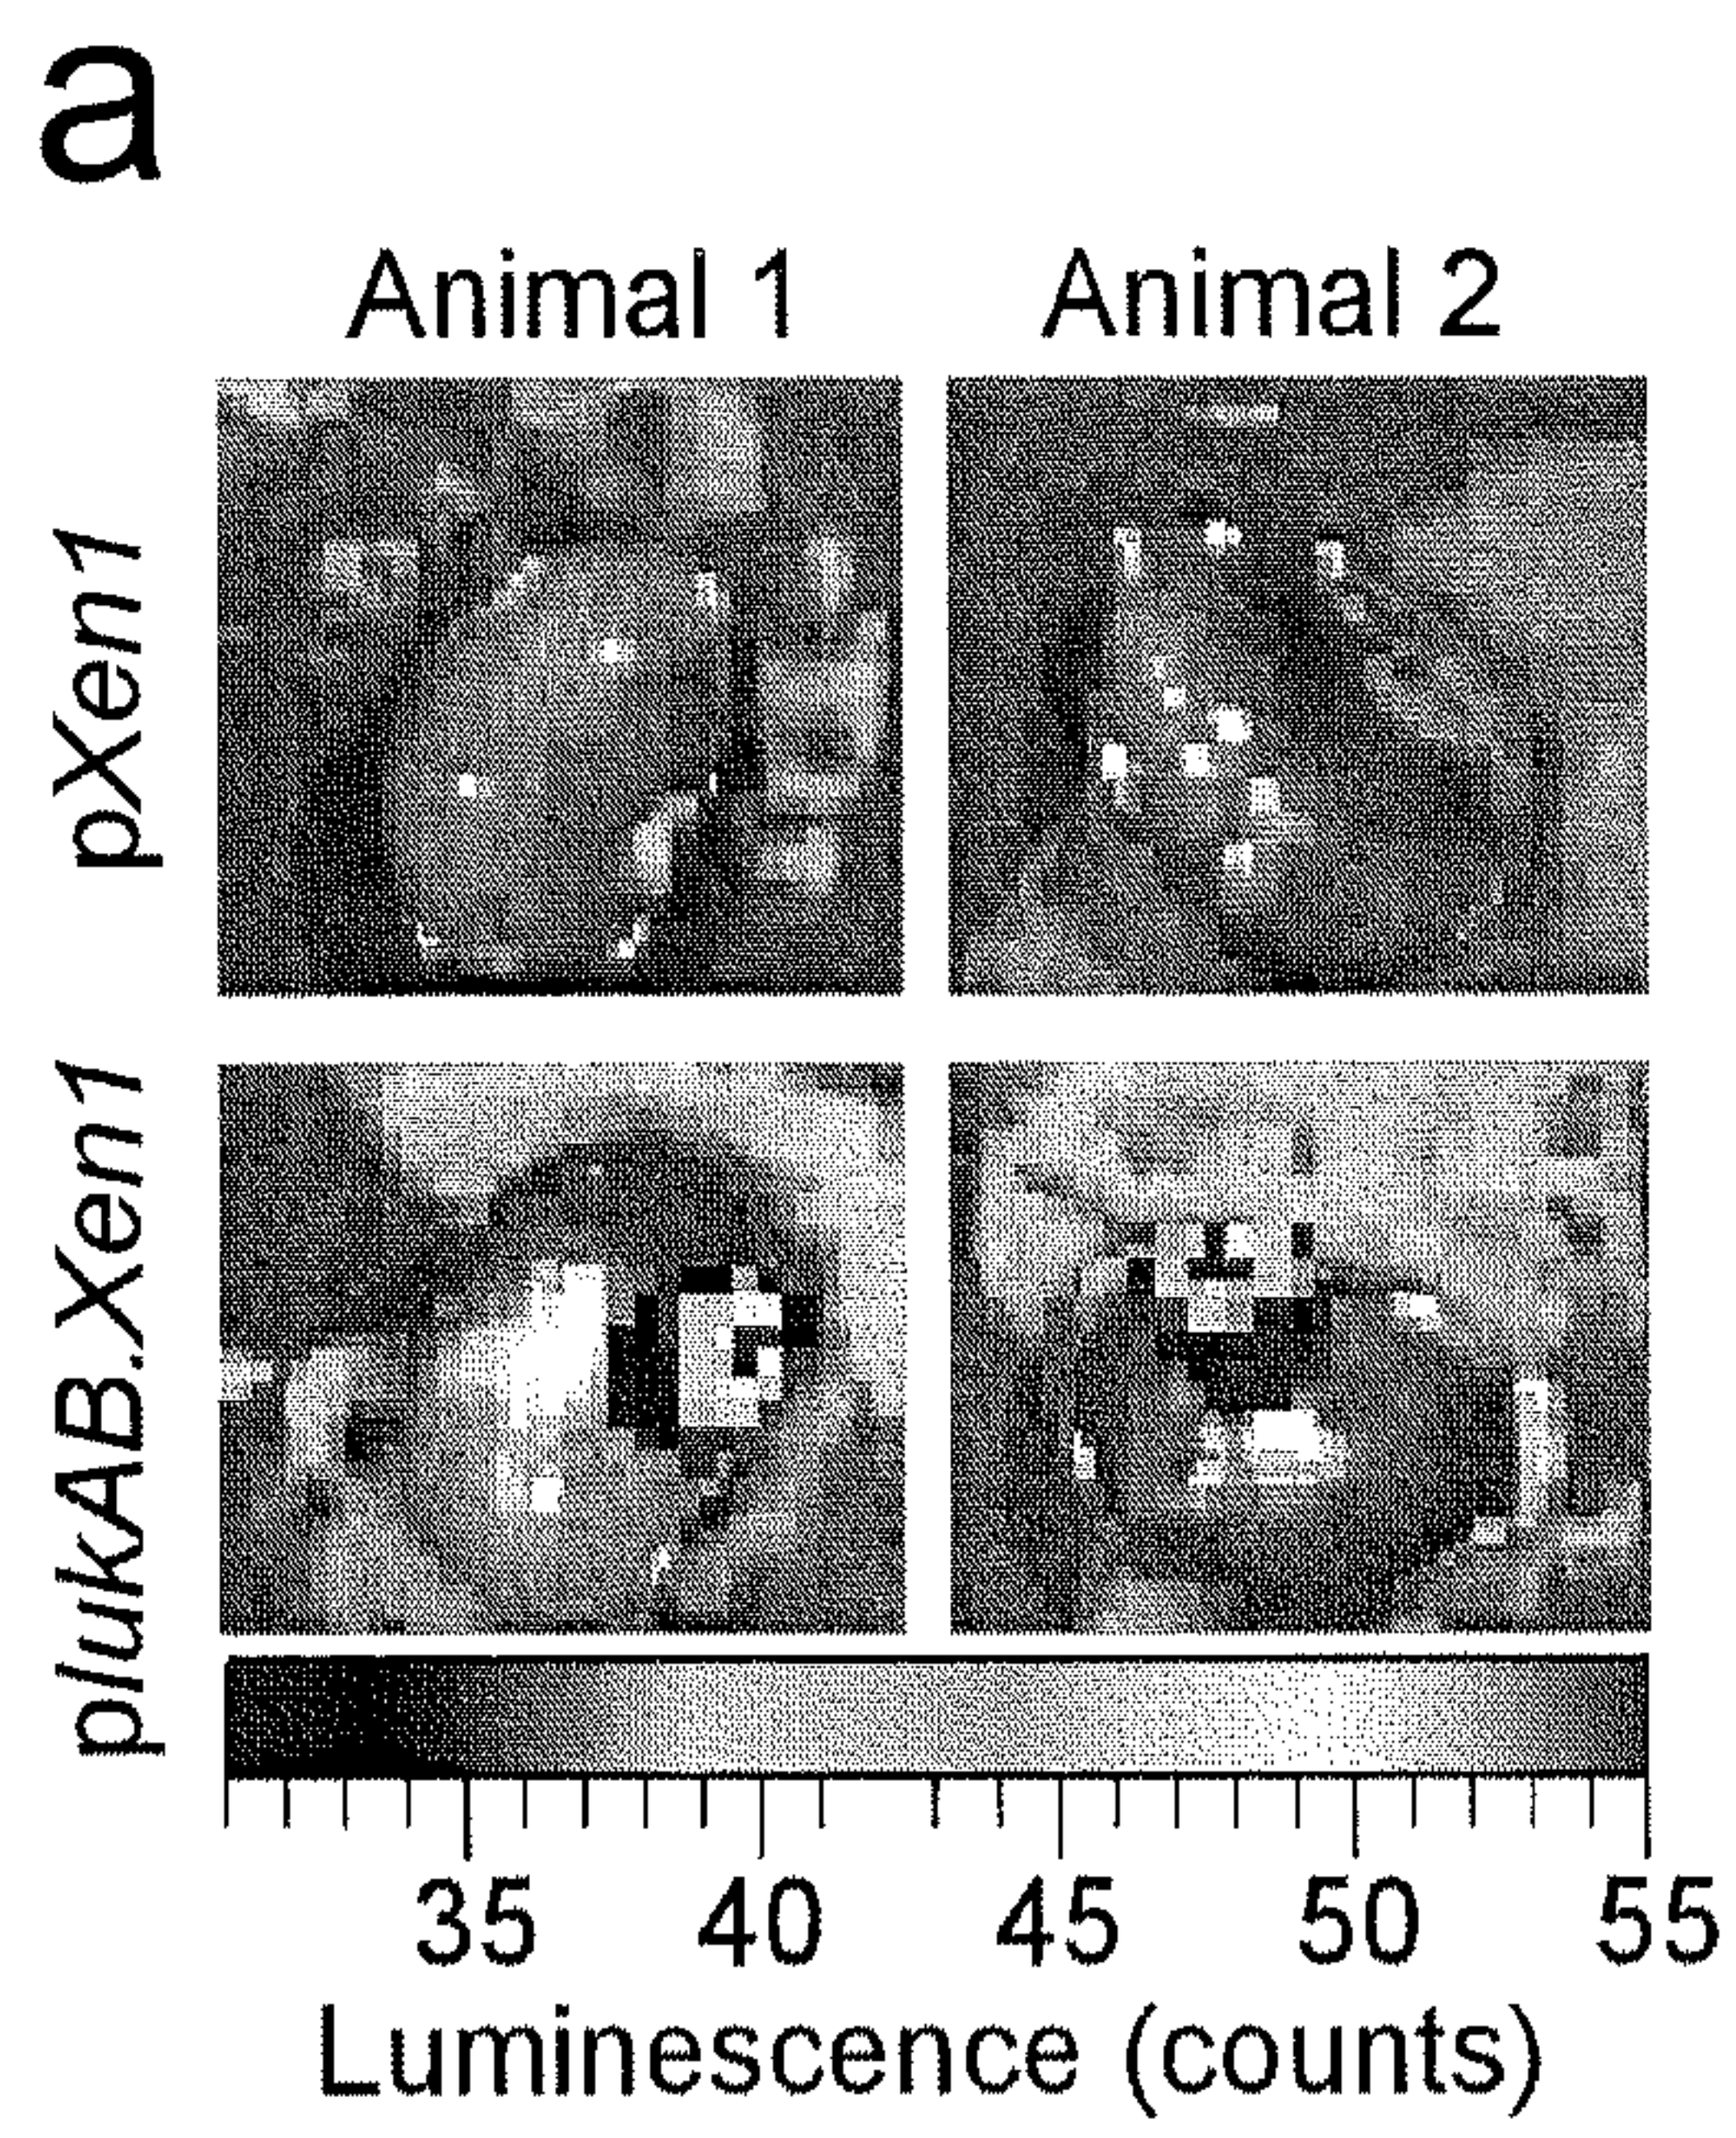 a
Animal 1 Animal 2
pXen1
plukAB.Xen1
35 40 45 50 55
Luminescence (counts)